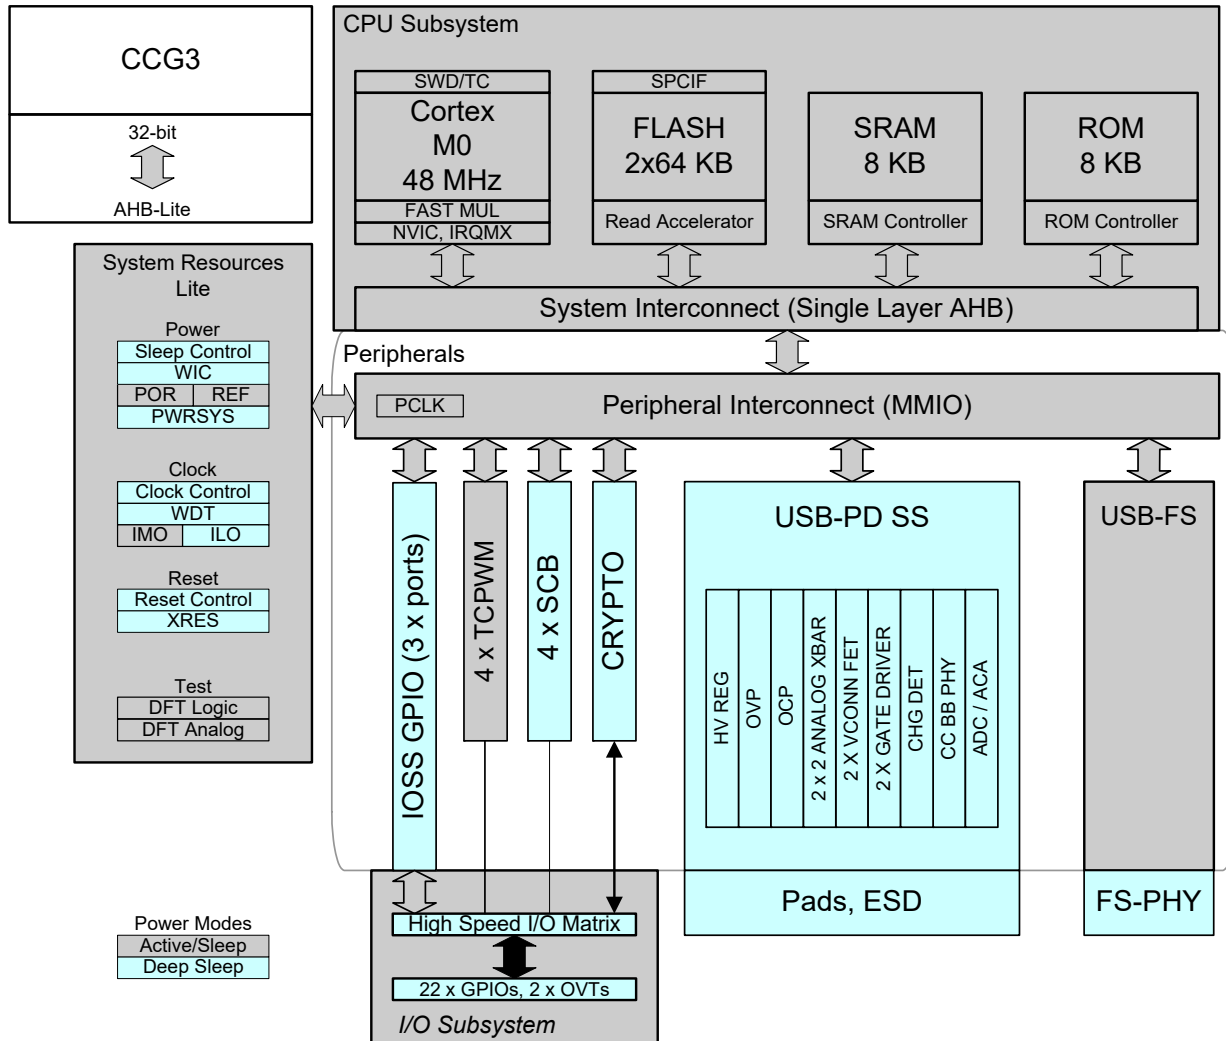 CCG3
32-bit
AHB-Lite
CPU Subsystem
SWD/TC
Cortex
M0
48 MHz
FAST MUL
NVIC, IRQMX
SPCIF
FLASH
2x64 KB
Read Accelerator
SRAM
8 KB
SRAM Controller
ROM
8 KB
ROM Controller
System Interconnect (Single Layer AHB)
System Resources
Lite
Power
Sleep Control
WIC
POR
REF
PWRSYS
Clock
Clock Control
WDT
IMO
ILO
Reset
Reset Control
XRES
Test
DFT Logic
DFT Analog
Peripherals
PCLK
Peripheral Interconnect (MMIO)
IOSS GPIO (3 x ports)
4 x TCPWM
4 x SCB
CRYPTO
USB-PD SS
HV REG
OVP
OCP
2 x 2 ANALOG XBAR
2 X VCONN FET
2 X GATE DRIVER
CHG DET
CC BB PHY
ADC / ACA
Pads, ESD
USB-FS
FS-PHY
High Speed I/O Matrix
22 x GPIOs, 2 x OVTs
I/O Subsystem
Power Modes
Active/Sleep
Deep Sleep